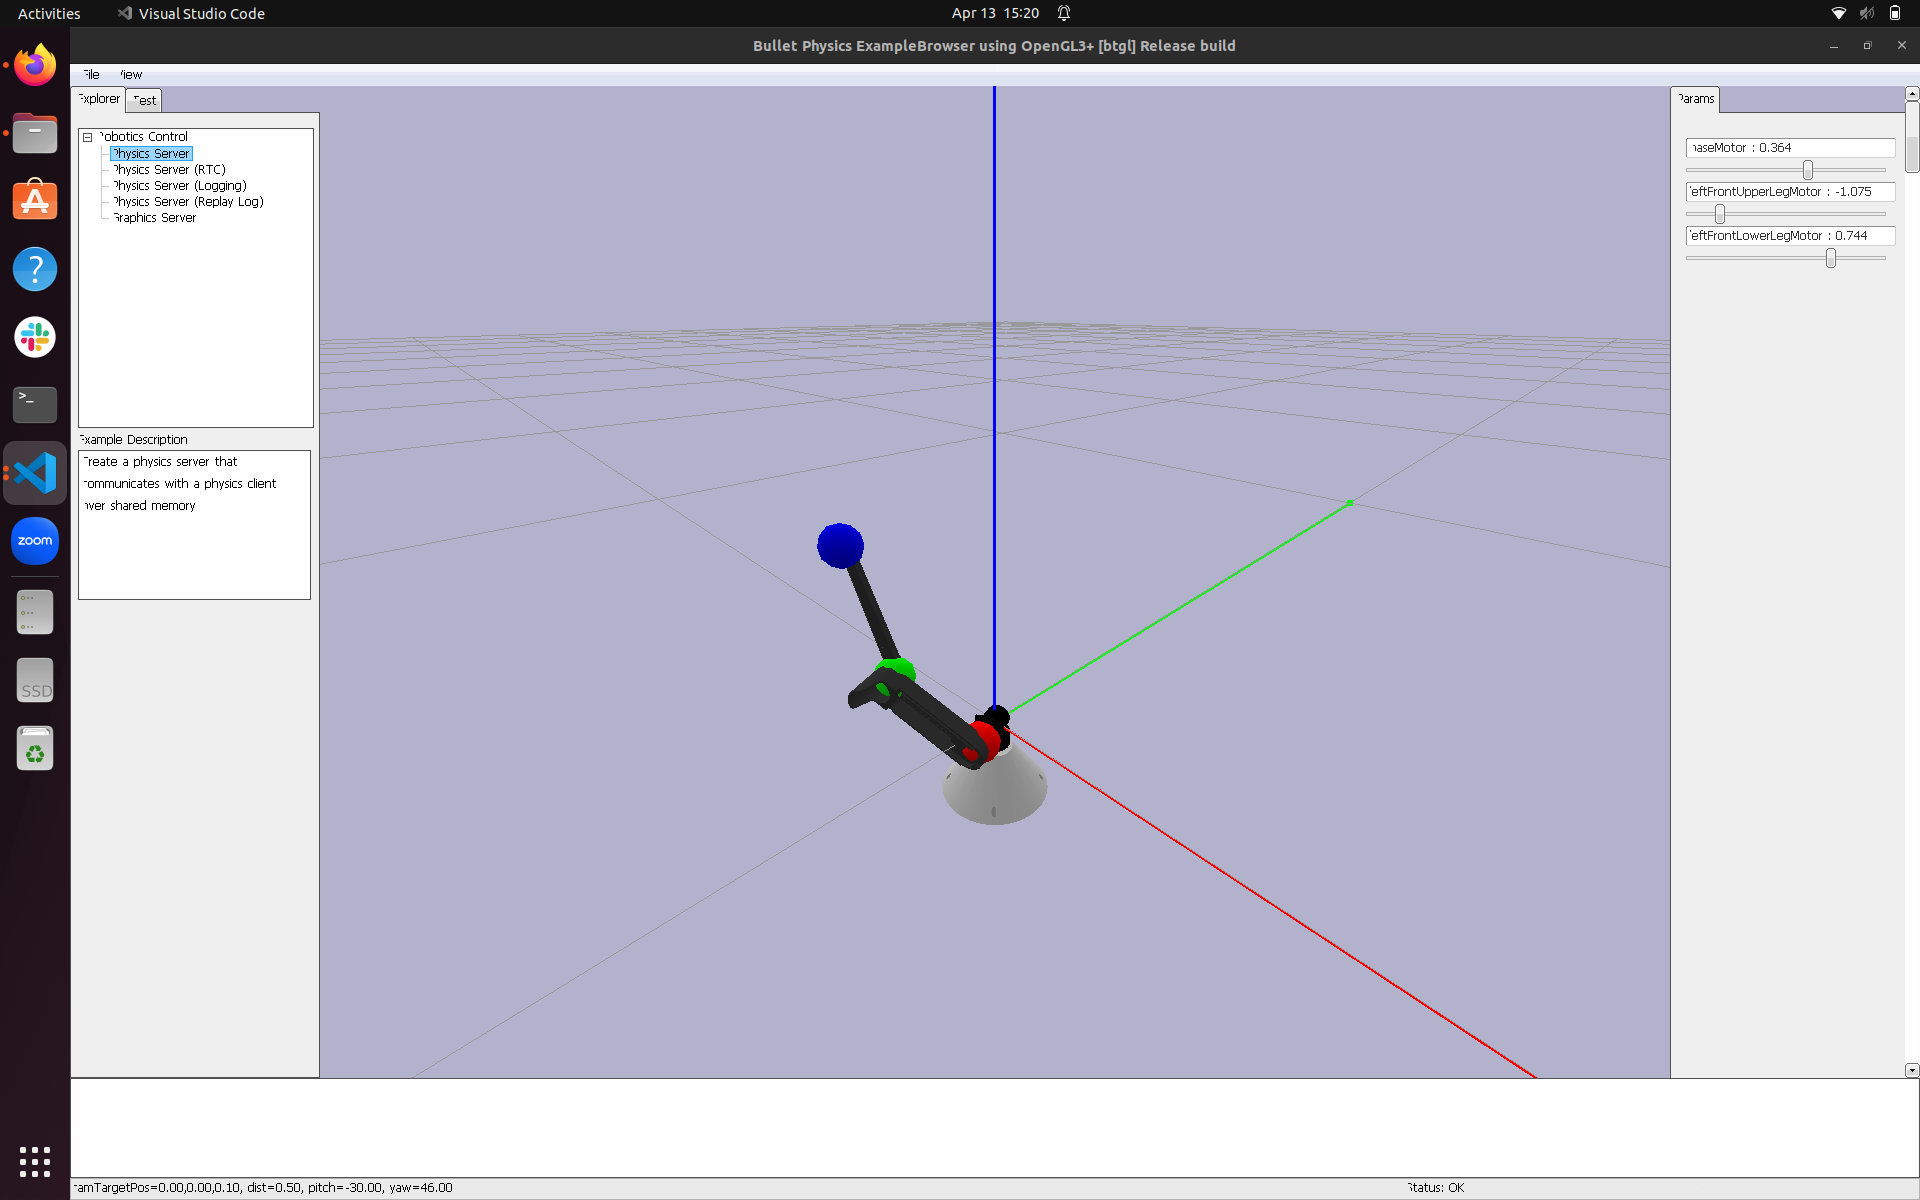 Activities
Visual Studio Code
Apr 13 15:20
Bullet Physics ExampleBrowser using OpenGL3+ [btgl] Release build
File View
Explorer Test
Robotics Control
Physics Server
Physics Server (RTC)
Physics Server (Logging)
Physics Server (Replay Log)
Graphics Server
Example Description
Create a physics server that
communicates with a physics client
over shared memory
Params
baseMotor : 0.364
leftFrontUpperLegMotor : -1.075
leftFrontLowerLegMotor : 0.744
zoom
SSD
camTargetPos=0.00,0.00,0.10, dist=0.50, pitch=-30.00, yaw=46.00
Status: OK